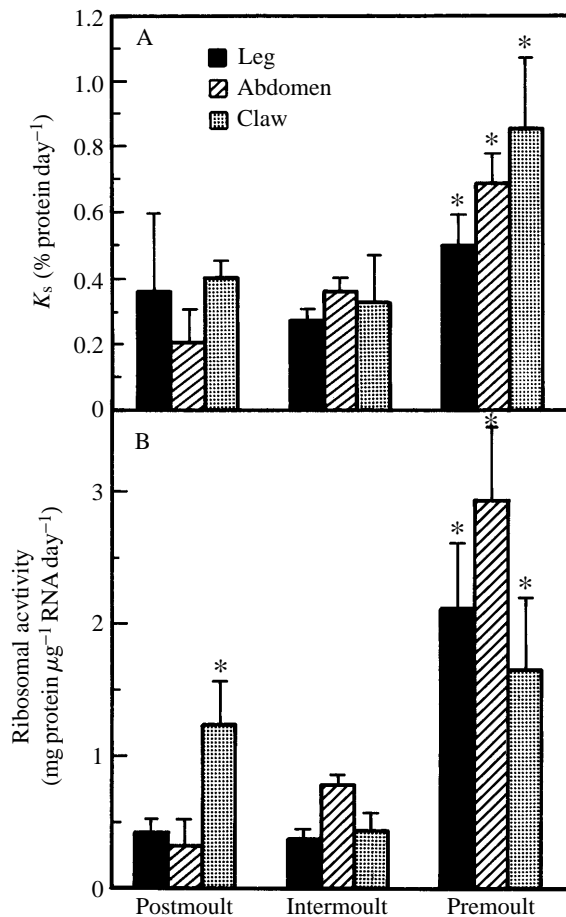 A
Leg
Abdomen
Claw
*
*
*
1.2
1.0
0.8
0.6
0.4
0.2
0
Kₛ (% protein day⁻¹)
B
*
*
*
*
3
2
1
0
Ribosomal acvtivity
(mg protein μg⁻¹ RNA day⁻¹)
Postmoult Intermoult Premoult